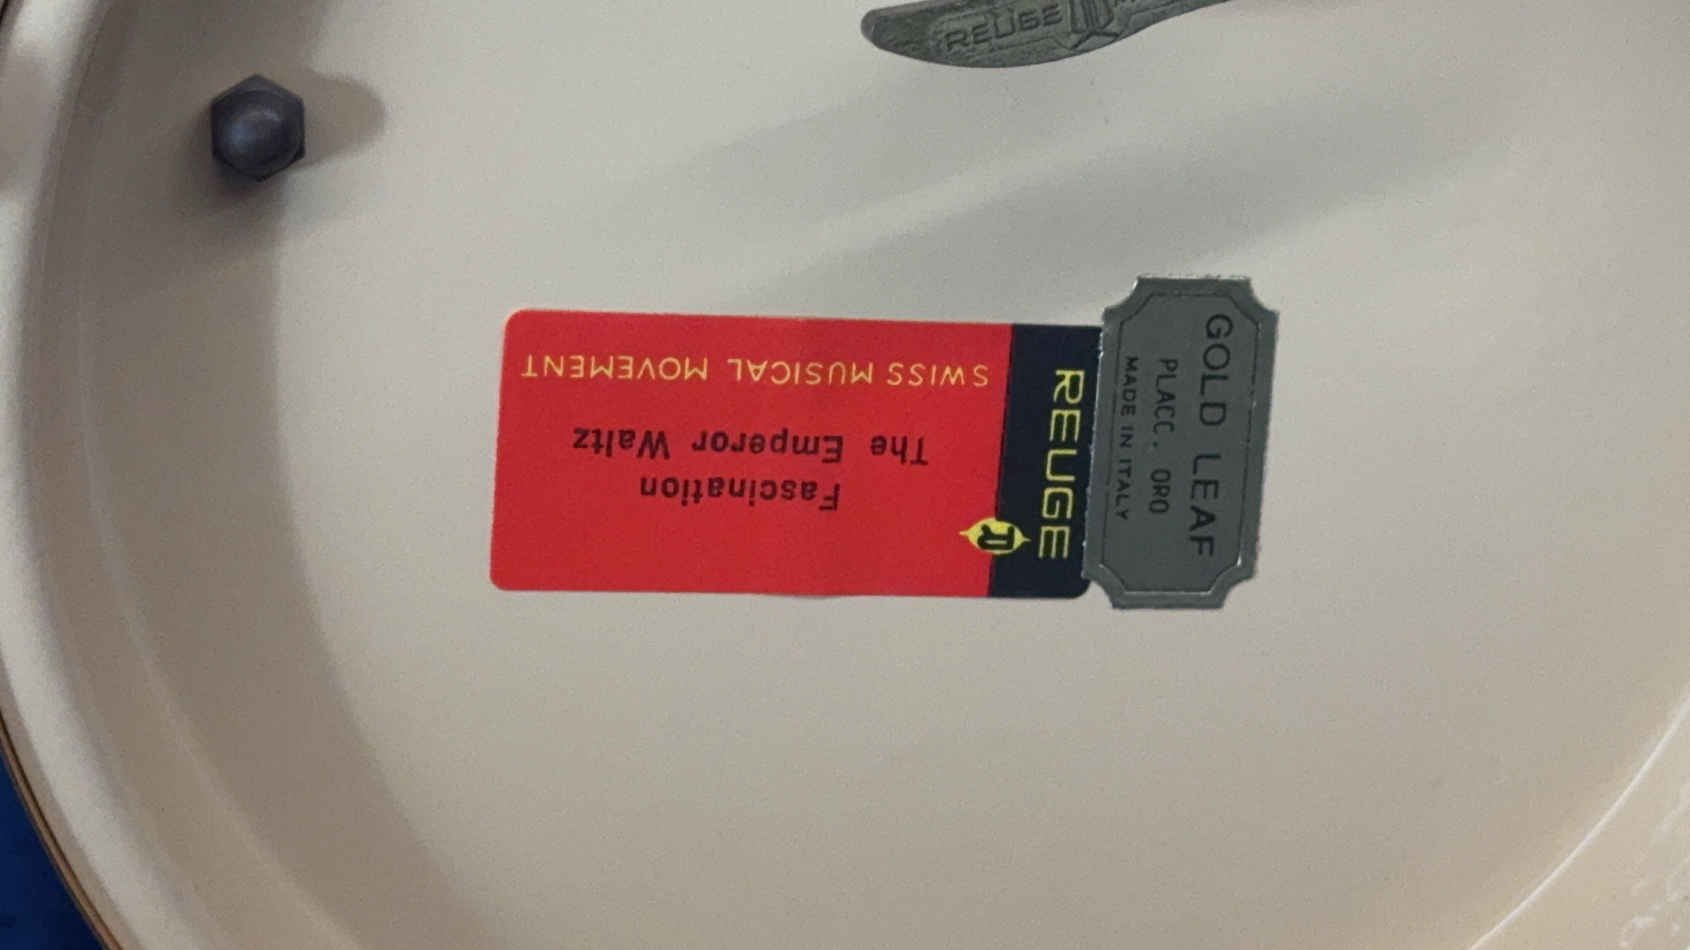 REUGE
REUGE
Fascination
The Emperor Waltz
SWISS MUSICAL MOVEMENT
GOLD LEAF
PLACC. ORO
MADE IN ITALY